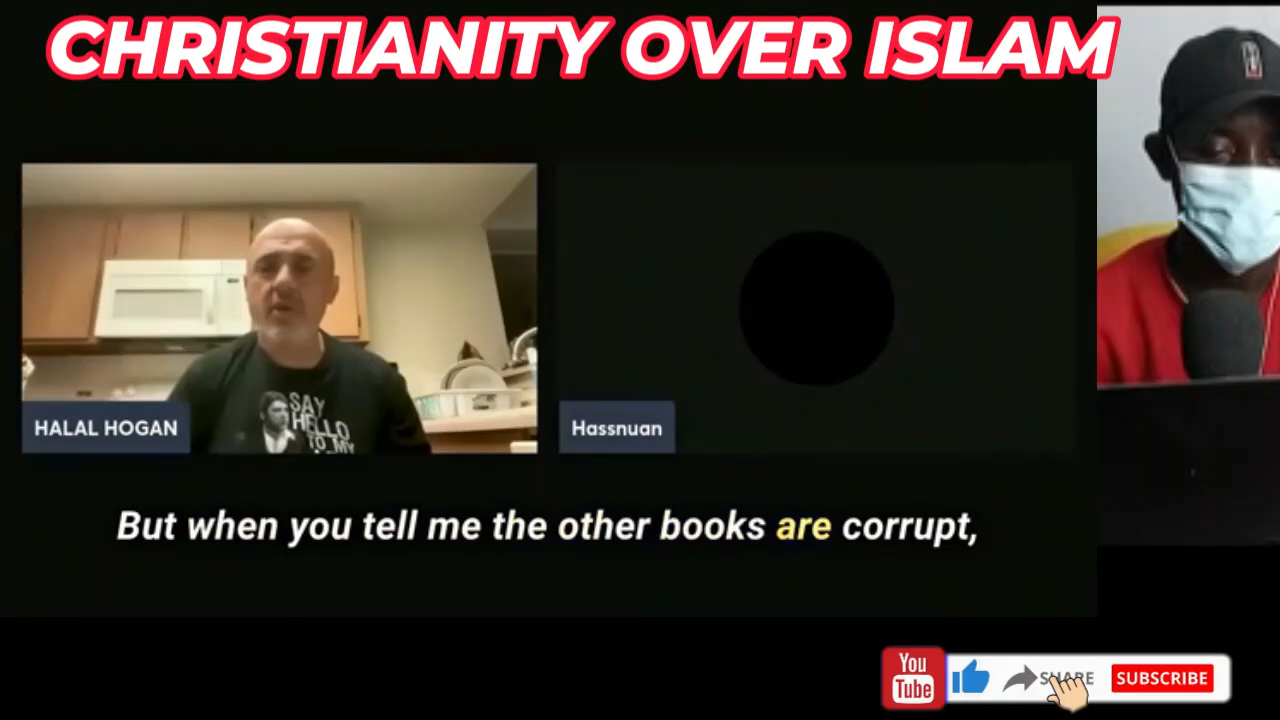 CHRISTIANITY OVER ISLAM
SAY
HELLO
TO MY
HALAL HOGAN
Hassnuan
But when you tell me the other books are corrupt,
You
Tube
SHARE
SUBSCRIBE